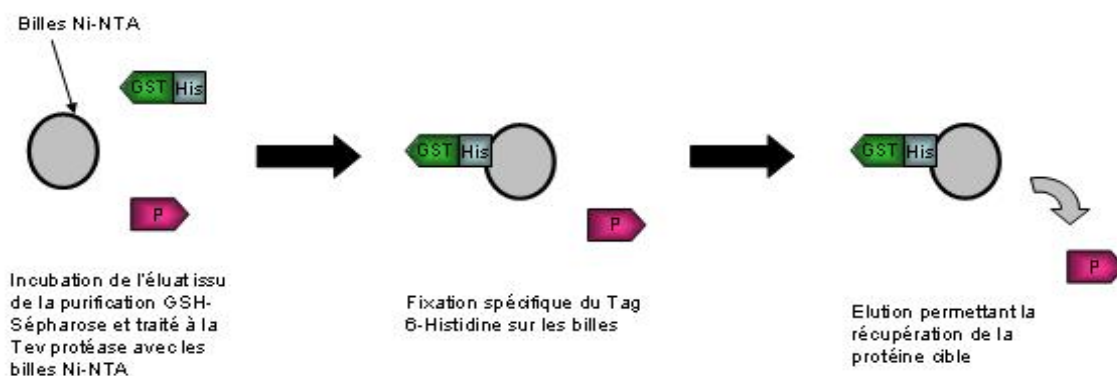 Billes Ni-NTA
GST His
P
GST His
P
GST His
P
Incubation de l'éluat issu
de la purification GSH-
Sépharose et traité à la
Tev protéase avec les
billes Ni-NTA
Fixation spécifique du Tag
6-Histidine sur les billes
Elution permettant la
récupération de la
protéine cible